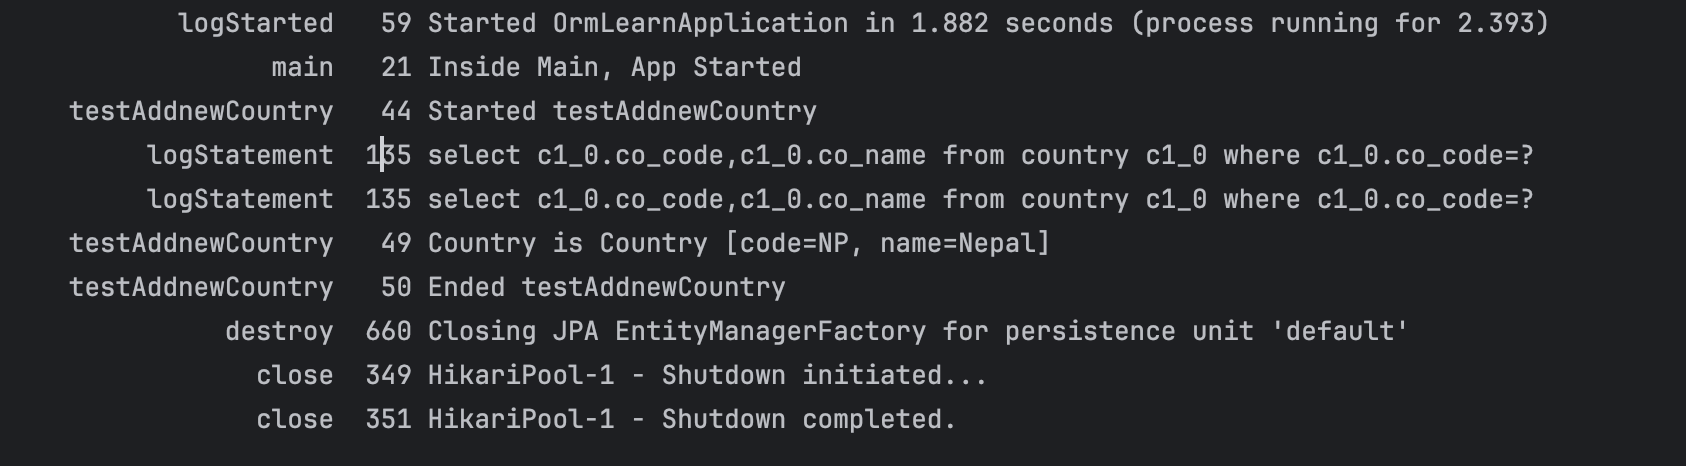 logStarted 59 Started OrmLearnApplication in 1.882 seconds (process running for 2.393)
main 21 Inside Main, App Started
testAddnewCountry 44 Started testAddnewCountry
logStatement 135 select c1_0.co_code,c1_0.co_name from country c1_0 where c1_0.co_code=?
logStatement 135 select c1_0.co_code,c1_0.co_name from country c1_0 where c1_0.co_code=?
testAddnewCountry 49 Country is Country [code=NP, name=Nepal]
testAddnewCountry 50 Ended testAddnewCountry
destroy 660 Closing JPA EntityManagerFactory for persistence unit 'default'
close 349 HikariPool-1 - Shutdown initiated...
close 351 HikariPool-1 - Shutdown completed.